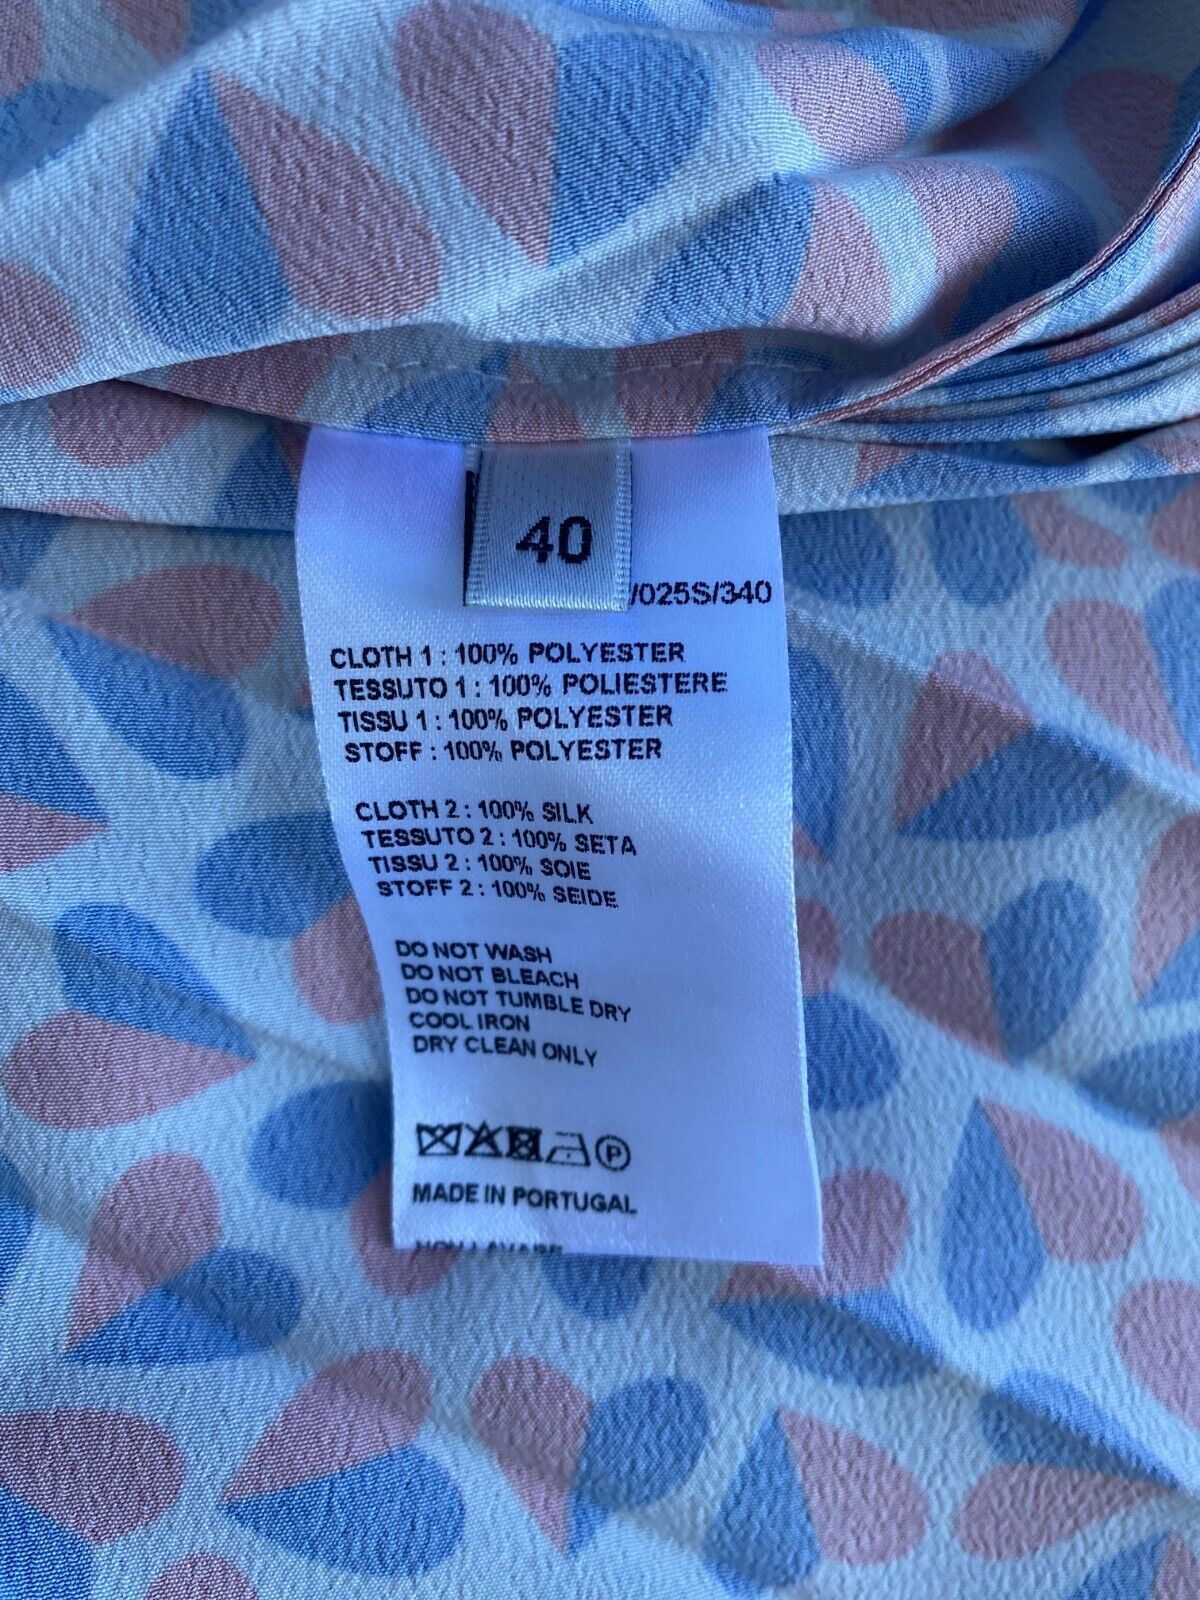 40
/025S/340
CLOTH 1 : 100% POLYESTER
TESSUTO 1 : 100% POLIESTERE
TISSU 1 : 100% POLYESTER
STOFF : 100% POLYESTER
CLOTH 2 : 100% SILK
TESSUTO 2 : 100% SETA
TISSU 2 : 100% SOIE
STOFF 2 : 100% SEIDE
DO NOT WASH
DO NOT BLEACH
DO NOT TUMBLE DRY
COOL IRON
DRY CLEAN ONLY
P
MADE IN PORTUGAL
NON LAVARE